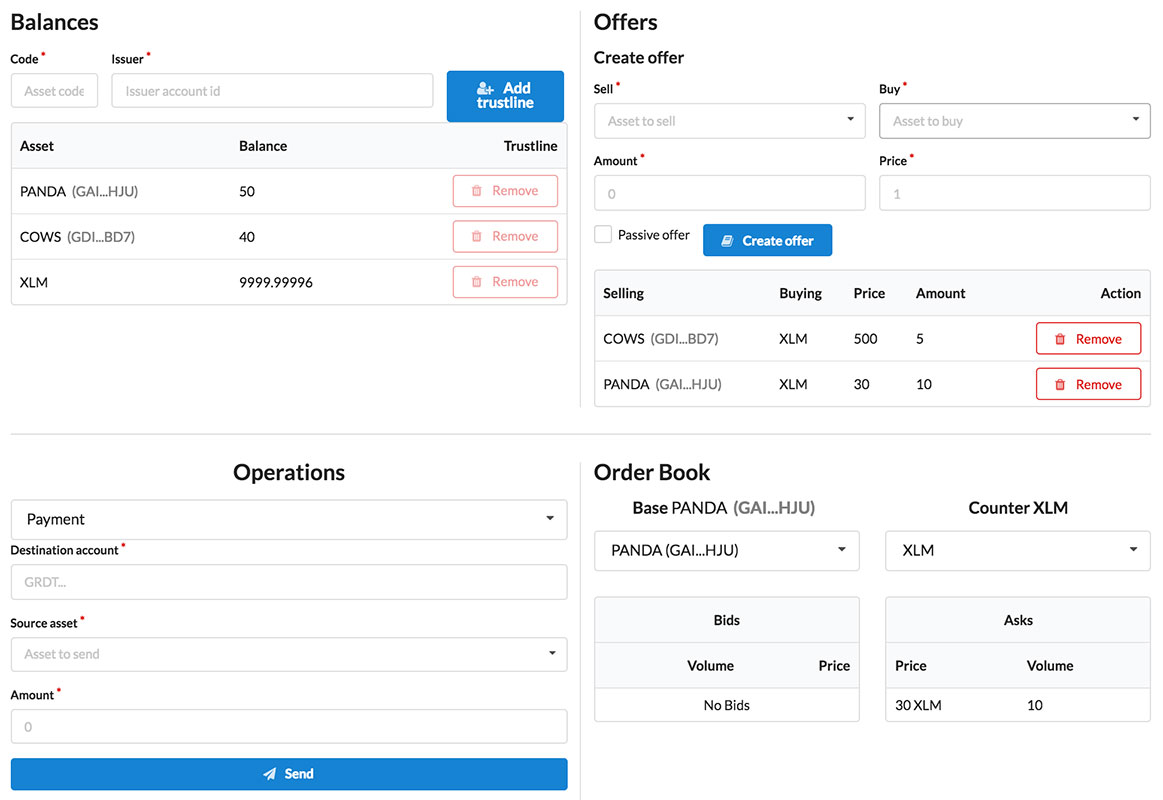 Balances
Code *
Issuer *
Asset code
Issuer account id
Add
trustline
Asset Balance Trustline
PANDA (GAI...HJU) 50 Remove
COWS (GDI...BD7) 40 Remove
XLM 9999.99996 Remove
Offers
Create offer
Sell *
Buy *
Asset to sell
Asset to buy
Amount *
Price *
0
1
Passive offer
Create offer
Selling Buying Price Amount Action
COWS (GDI...BD7) XLM 500 5 Remove
PANDA (GAI...HJU) XLM 30 10 Remove
Operations
Payment
Destination account *
GRDT...
Source asset *
Asset to send
Amount *
0
Send
Order Book
Base PANDA (GAI...HJU)
Counter XLM
PANDA (GAI...HJU)
XLM
Bids
Volume Price
No Bids
Asks
Price Volume
30 XLM 10